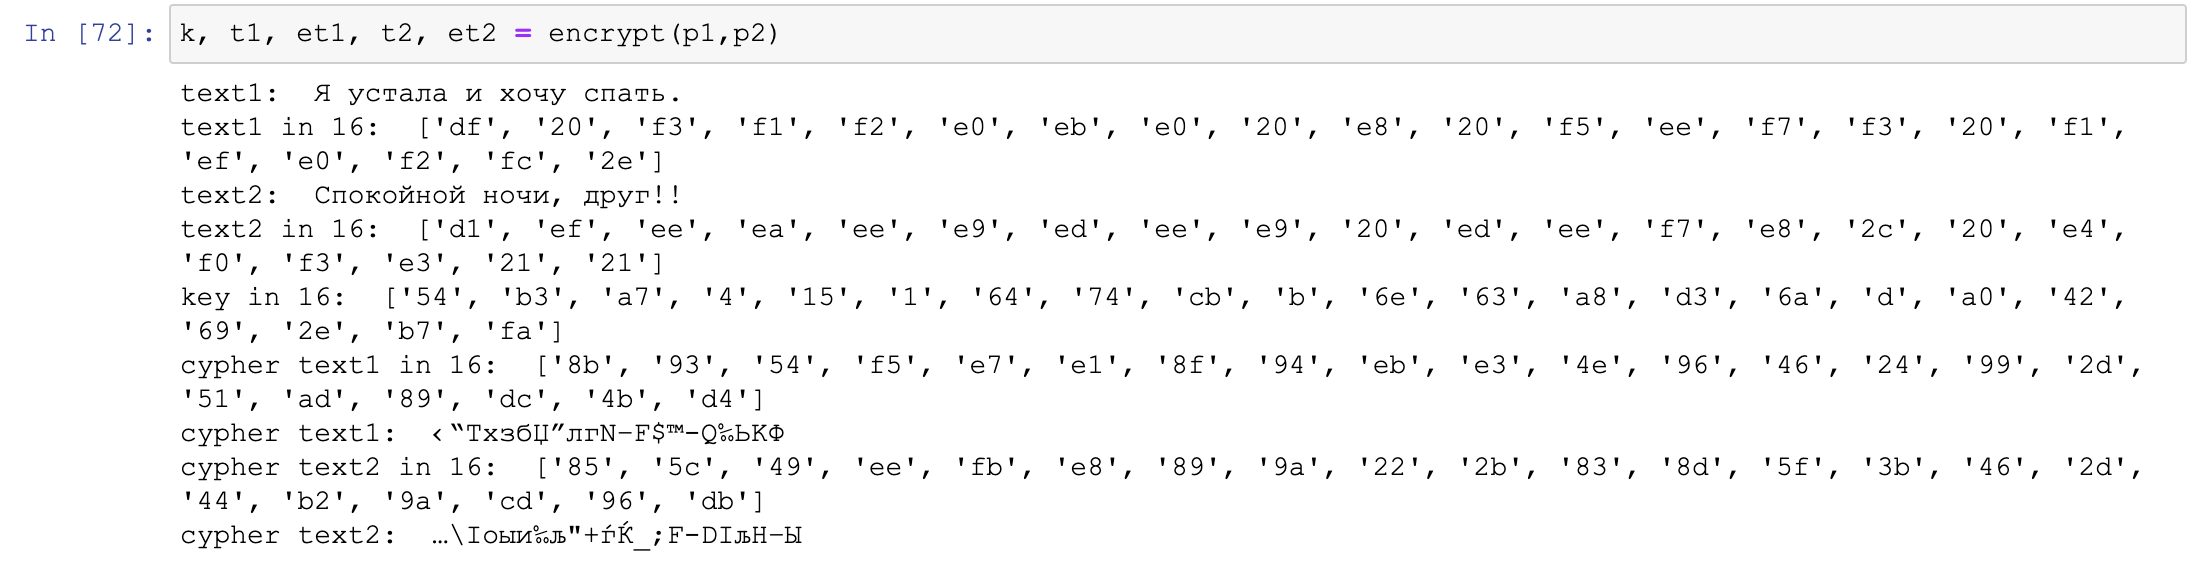 In [72]: k, t1, et1, t2, et2 = encrypt(p1,p2)
text1:  Я устала и хочу спать.
text1 in 16:  ['df', '20', 'f3', 'f1', 'f2', 'e0', 'eb', 'e0', '20', 'e8', '20', 'f5', 'ee', 'f7', 'f3', '20', 'f1',
'ef', 'e0', 'f2', 'fc', '2e']
text2:  Спокойной ночи, друг!!
text2 in 16:  ['d1', 'ef', 'ee', 'ea', 'ee', 'e9', 'ed', 'ee', 'e9', '20', 'ed', 'ee', 'f7', 'e8', '2c', '20', 'e4',
'f0', 'f3', 'e3', '21', '21']
key in 16:  ['54', 'b3', 'a7', '4', '15', '1', '64', '74', 'cb', 'b', '6e', '63', 'a8', 'd3', '6a', 'd', 'a0', '42',
'69', '2e', 'b7', 'fa']
cypher text1 in 16:  ['8b', '93', '54', 'f5', 'e7', 'e1', '8f', '94', 'eb', 'e3', '4e', '96', '46', '24', '99', '2d',
'51', 'ad', '89', 'dc', '4b', 'd4']
cypher text1:  ‹“TхзбЏ”лгN–F$™-Q­‰ЬKФ
cypher text2 in 16:  ['85', '5c', '49', 'ee', 'fb', 'e8', '89', '9a', '22', '2b', '83', '8d', '5f', '3b', '46', '2d',
'44', 'b2', '9a', 'cd', '96', 'db']
cypher text2:  …\Iоыи‰љ"+ѓЌ_;F-DІљН–Ы